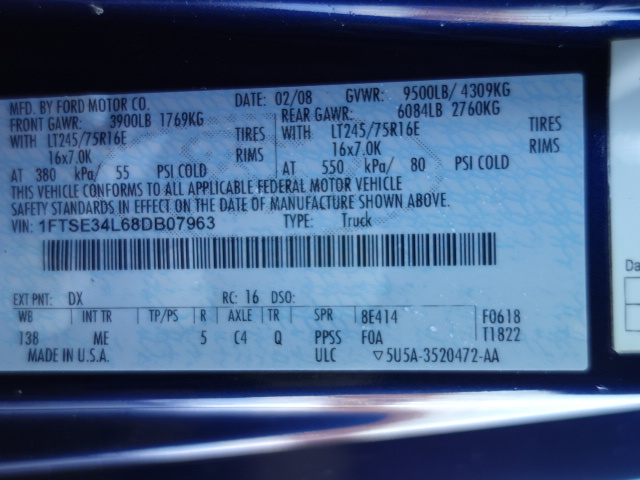 MFD. BY FORD MOTOR CO. DATE: 02/08 GVWR: 9500LB/ 4309KG
FRONT GAWR: 3900LB 1769KG REAR GAWR: 6084LB 2760KG
WITH LT245/75R16E TIRES WITH LT245/75R16E TIRES
16x7.0K RIMS 16x7.0K RIMS
AT 380 kPa/ 55 PSI COLD AT 550 kPa/ 80 PSI COLD
THIS VEHICLE CONFORMS TO ALL APPLICABLE FEDERAL MOTOR VEHICLE
SAFETY STANDARDS IN EFFECT ON THE DATE OF MANUFACTURE SHOWN ABOVE.
VIN: 1FTSE34L68DB07963 TYPE: Truck
EXT PNT: DX RC: 16 DSO:
WB INT TR TP/PS R AXLE TR SPR 8E414 F0618
138 ME 5 C4 Q PPSS F0A T1822
MADE IN U.S.A. ULC ▽5U5A-3520472-AA
Da